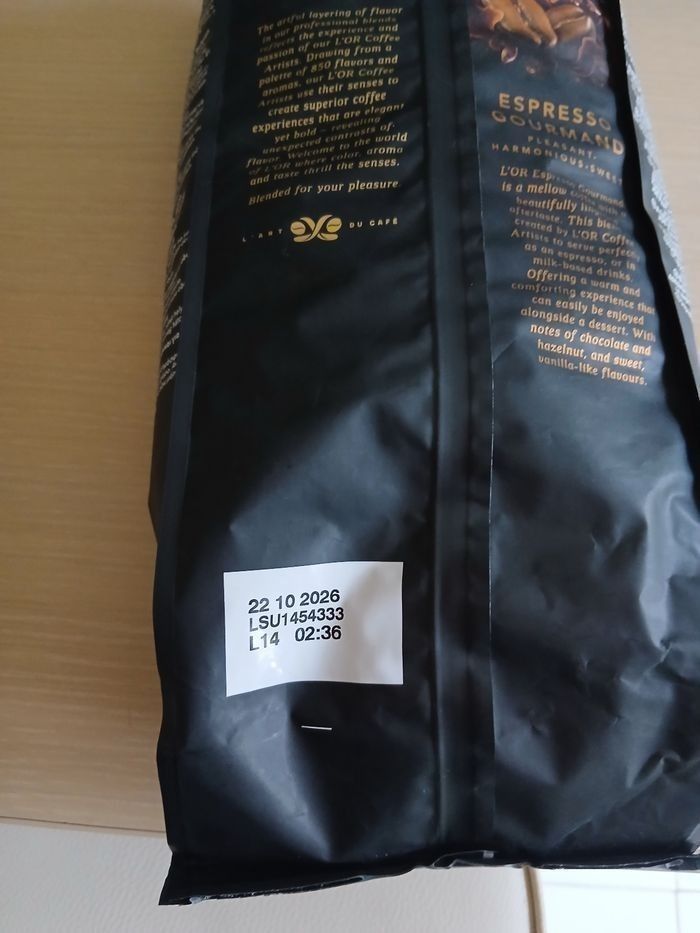 The artful layering of flavor
in our professional blends
reflects the experience and
passion of our L'OR Coffee
Artists. Drawing from a
palette of 850 flavors and
aromas, our L'OR Coffee
Artists use their senses to
create superior coffee
experiences that are elegant
yet bold – revealing
unexpected contrasts of
flavor. Welcome to the world
of L'OR where color, aroma
and taste thrill the senses.
Blended for your pleasure
L'ART DU CAFÉ
ESPRESSO
GOURMAND
PLEASANT,
HARMONIOUS, SWEET
L'OR Espresso Gourmand
is a mellow
beautifully
aftertaste. This
created by L'OR Coffee
Artists to serve
as an espresso, or in
milk-based drinks.
Offering a warm and
comforting experience that
can easily be enjoyed
alongside a dessert. With
notes of chocolate and
hazelnut, and sweet,
vanilla-like flavours.
22 10 2026
LSU1454333
L14 02:36